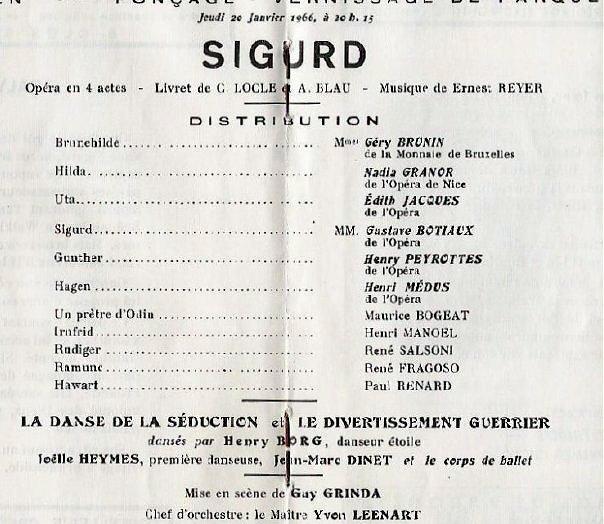 PONÇAGE - VERNISSAGE DE PARQUE
Jeudi 20 Janvier 1966, à 20 h. 15
SIGURD
Opéra en 4 actes - Livret de C. LOCLE et A. BLAU - Musique de Ernest REYER
DISTRIBUTION
Brunehilde........ Mmes Géry BRUNIN
de la Monnaie de Bruxelles
Hilda........ Nadia GRANOR
de l'Opéra de Nice
Uta........ Édith JACQUES
de l'Opéra
Sigurd........ MM. Gustave BOTIAUX
de l'Opéra
Gunther........ Henry PEYROTTES
de l'Opéra
Hagen........ Henri MÉDUS
de l'Opéra
Un prêtre d'Odin........ Maurice BOGEAT
Irnfrid........ Henri MANOEL
Rudiger........ René SALSONI
Ramunc........ René FRAGOSO
Hawart........ Paul RENARD
LA DANSE DE LA SÉDUCTION et LE DIVERTISSEMENT GUERRIER
dansés par Henry BORG, danseur étoile
Joëlle HEYMES, première danseuse, Jean-Marc DINET et le corps de ballet
Mise en scène de Guy GRINDA
Chef d'orchestre : le Maître Yvon LEENART